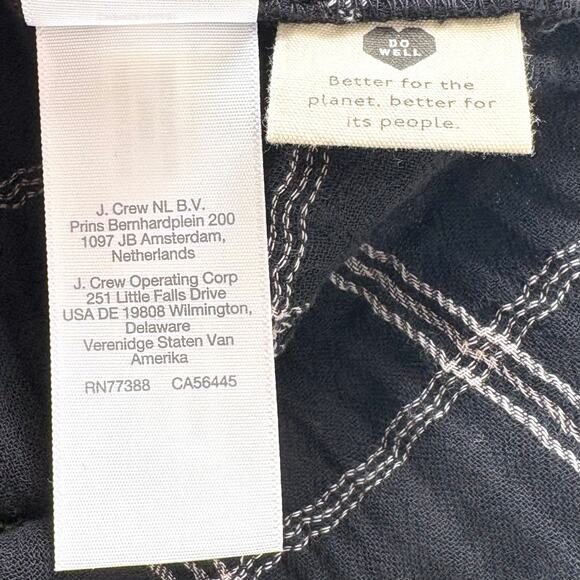 J. Crew NL B.V.
Prins Bernhardplein 200
1097 JB Amsterdam,
Netherlands
J. Crew Operating Corp
251 Little Falls Drive
USA DE 19808 Wilmington,
Delaware
Verenidge Staten Van
Amerika
RN77388 CA56445
DO
WELL
Better for the
planet, better for
its people.